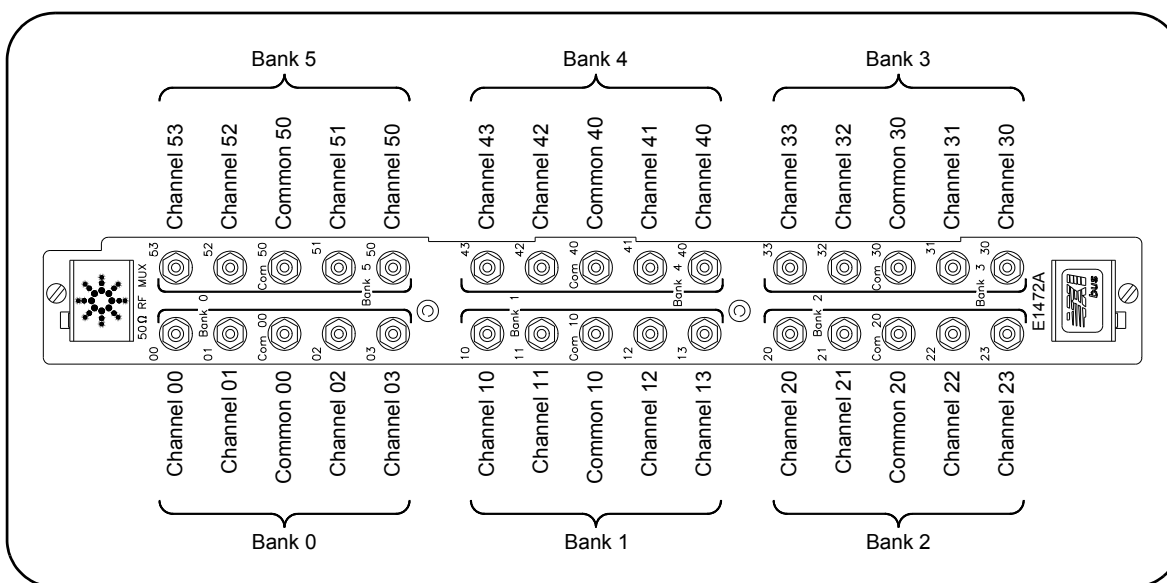 Bank 5
Bank 4
Bank 3
Channel 53
Channel 52
Common 50
Channel 51
Channel 50
Channel 43
Channel 42
Common 40
Channel 41
Channel 40
Channel 33
Channel 32
Common 30
Channel 31
Channel 30
53
52
Com 50
51
50
43
42
Com 40
41
40
33
32
Com 30
31
30
Bank 5
Bank 4
Bank 3
50Ω RF MUX
E1472A
VXI bus
Bank 0
Bank 1
Bank 2
00
01
Com 00
02
03
10
11
Com 10
12
13
20
21
Com 20
22
23
Channel 00
Channel 01
Common 00
Channel 02
Channel 03
Channel 10
Channel 11
Common 10
Channel 12
Channel 13
Channel 20
Channel 21
Common 20
Channel 22
Channel 23
Bank 0
Bank 1
Bank 2